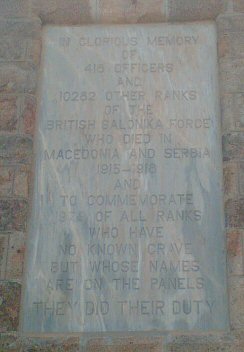 IN GLORIOUS MEMORY
OF
418 OFFICERS
AND
10282 OTHER RANKS
OF THE
BRITISH SALONIKA FORCE
WHO DIED IN
MACEDONIA AND SERBIA
1915–1918
AND
TO COMMEMORATE
OF ALL RANKS
WHO HAVE
NO KNOWN GRAVE
BUT WHOSE NAMES
ARE ON THE PANELS
THEY DID THEIR DUTY